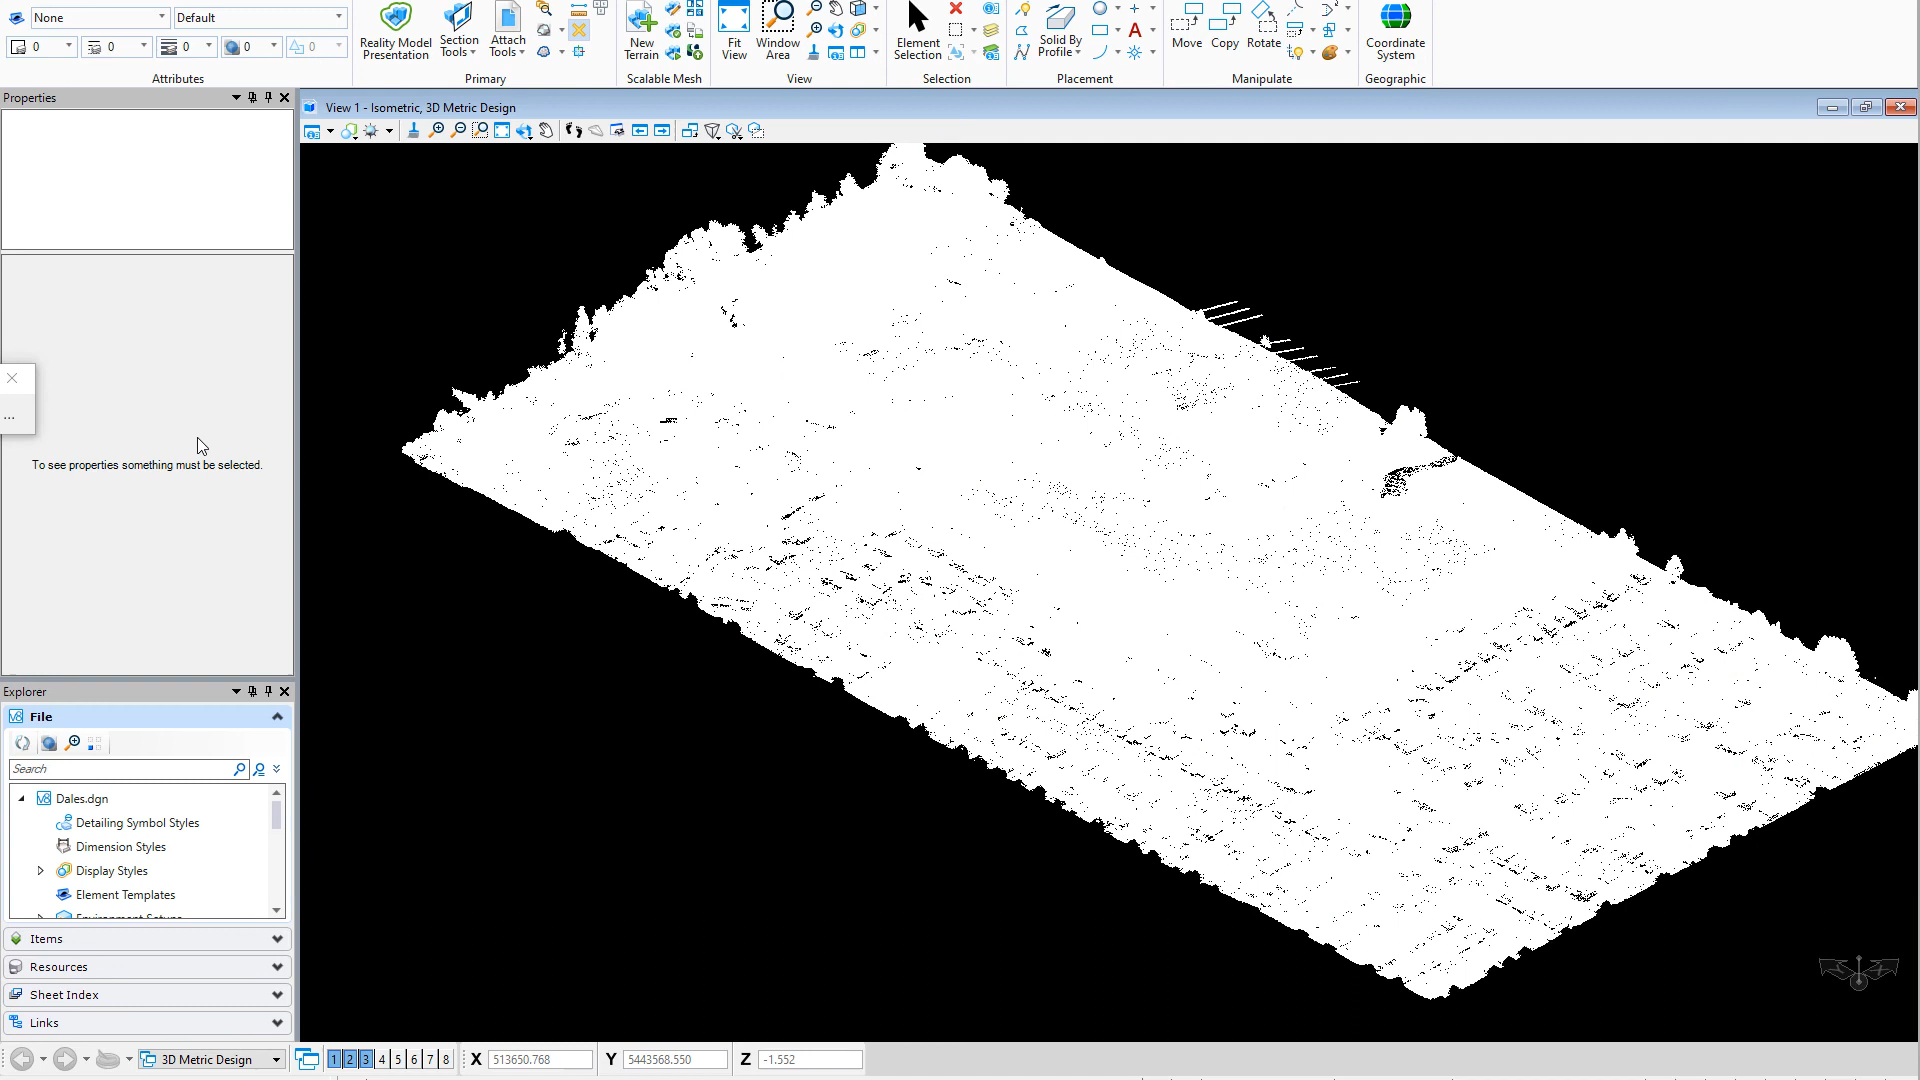 None
Default
0
0
0
0
0
Attributes
Reality Model
Presentation
Section
Tools
Attach
Tools
Primary
New
Terrain
Scalable Mesh
Fit
View
Window
Area
View
Element
Selection
Selection
Solid By
Profile
Placement
Move
Copy
Rotate
Manipulate
Coordinate
System
Geographic
Properties
View 1 - Isometric, 3D Metric Design
...
To see properties something must be selected.
Explorer
File
Search
Dales.dgn
Detailing Symbol Styles
Dimension Styles
Display Styles
Element Templates
Items
Resources
Sheet Index
Links
3D Metric Design
1 2 3 4 5 6 7 8
X 513650.768
Y 5443568.550
Z -1.552